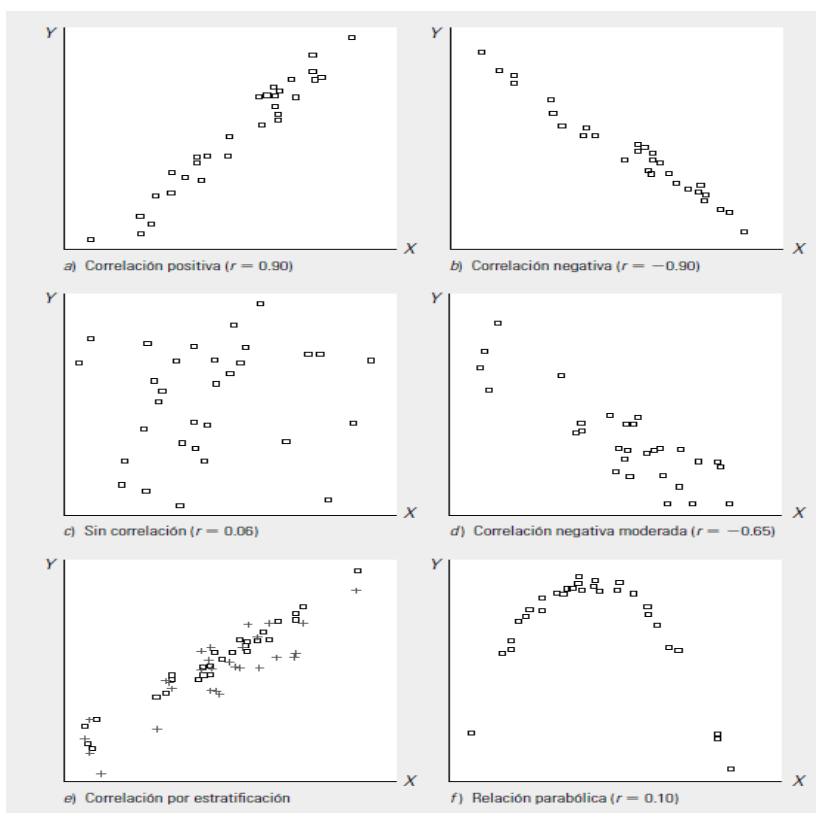 Y
Y
X
X
a) Correlación positiva (r = 0.90)
b) Correlación negativa (r = −0.90)
Y
Y
X
X
c) Sin correlación (r = 0.06)
d) Correlación negativa moderada (r = −0.65)
Y
Y
X
X
e) Correlación por estratificación
f) Relación parabólica (r = 0.10)